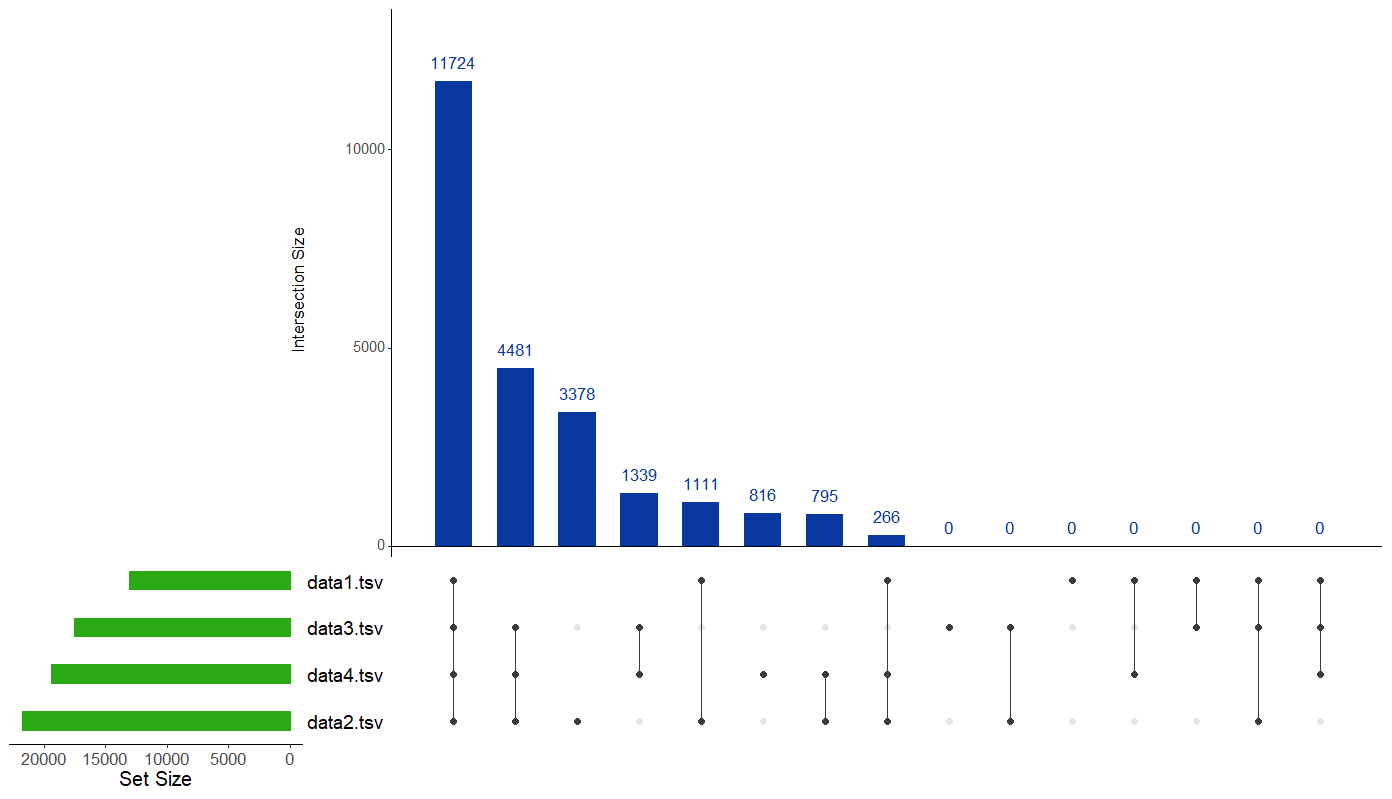 11724
10000
Intersection Size
5000
4481
3378
1339
1111
816
795
266
0
0
0
0
0
0
0
0
data1.tsv
data3.tsv
data4.tsv
data2.tsv
20000 15000 10000 5000 0
Set Size